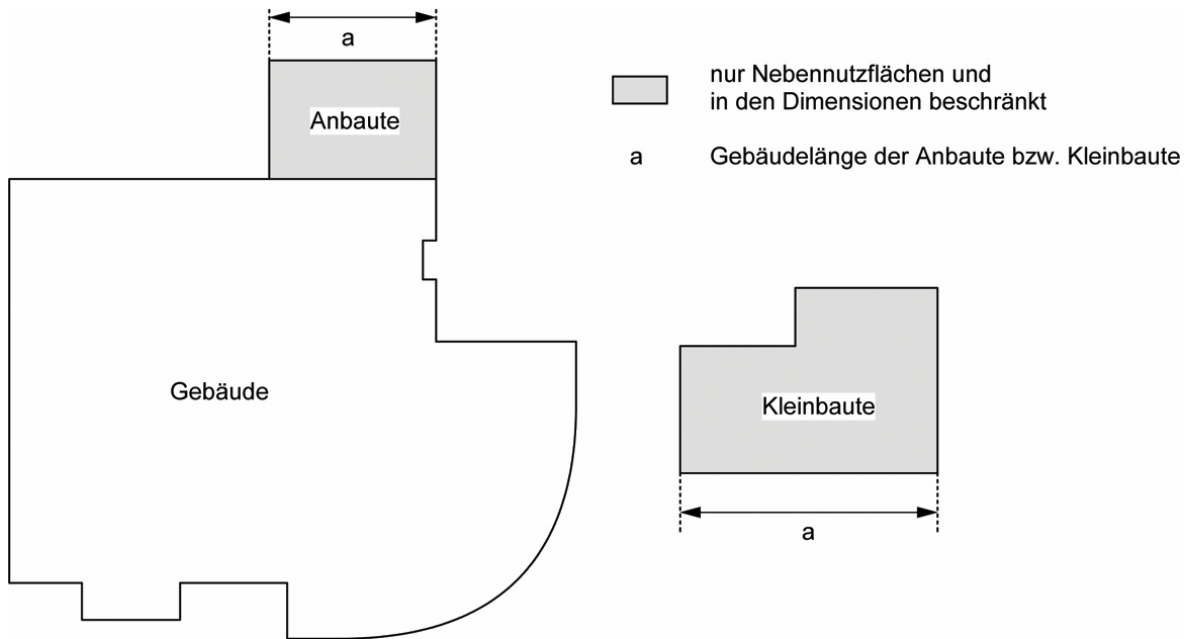 a
Anbaute
nur Nebennutzflächen und
in den Dimensionen beschränkt
a Gebäudelänge der Anbaute bzw. Kleinbaute
Gebäude
Kleinbaute
a